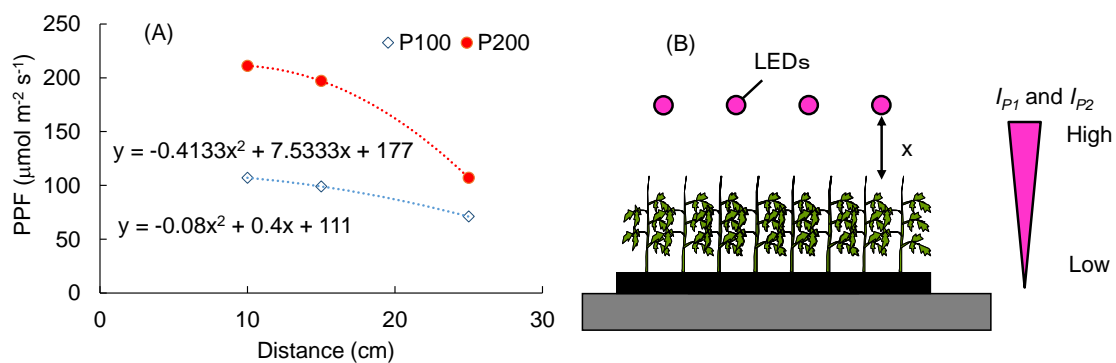 (A)
P100 P200
PPF (µmol m⁻² s⁻¹)
250
200
150
100
50
0
y = -0.4133x² + 7.5333x + 177
y = -0.08x² + 0.4x + 111
0 10 20 30
Distance (cm)
(B)
LEDs
x
I_P1 and I_P2
High
Low